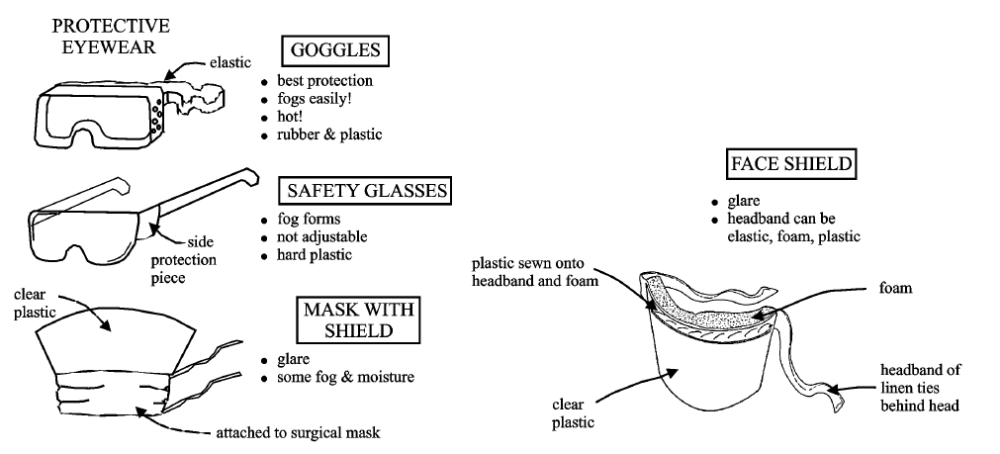 PROTECTIVE
EYEWEAR
elastic
GOGGLES
• best protection
• fogs easily!
• hot!
• rubber & plastic
SAFETY GLASSES
• fog forms
• not adjustable
• hard plastic
side
protection
piece
clear
plastic
MASK WITH
SHIELD
• glare
• some fog & moisture
attached to surgical mask
FACE SHIELD
• glare
• headband can be
elastic, foam, plastic
plastic sewn onto
headband and foam
foam
headband of
linen ties
behind head
clear
plastic